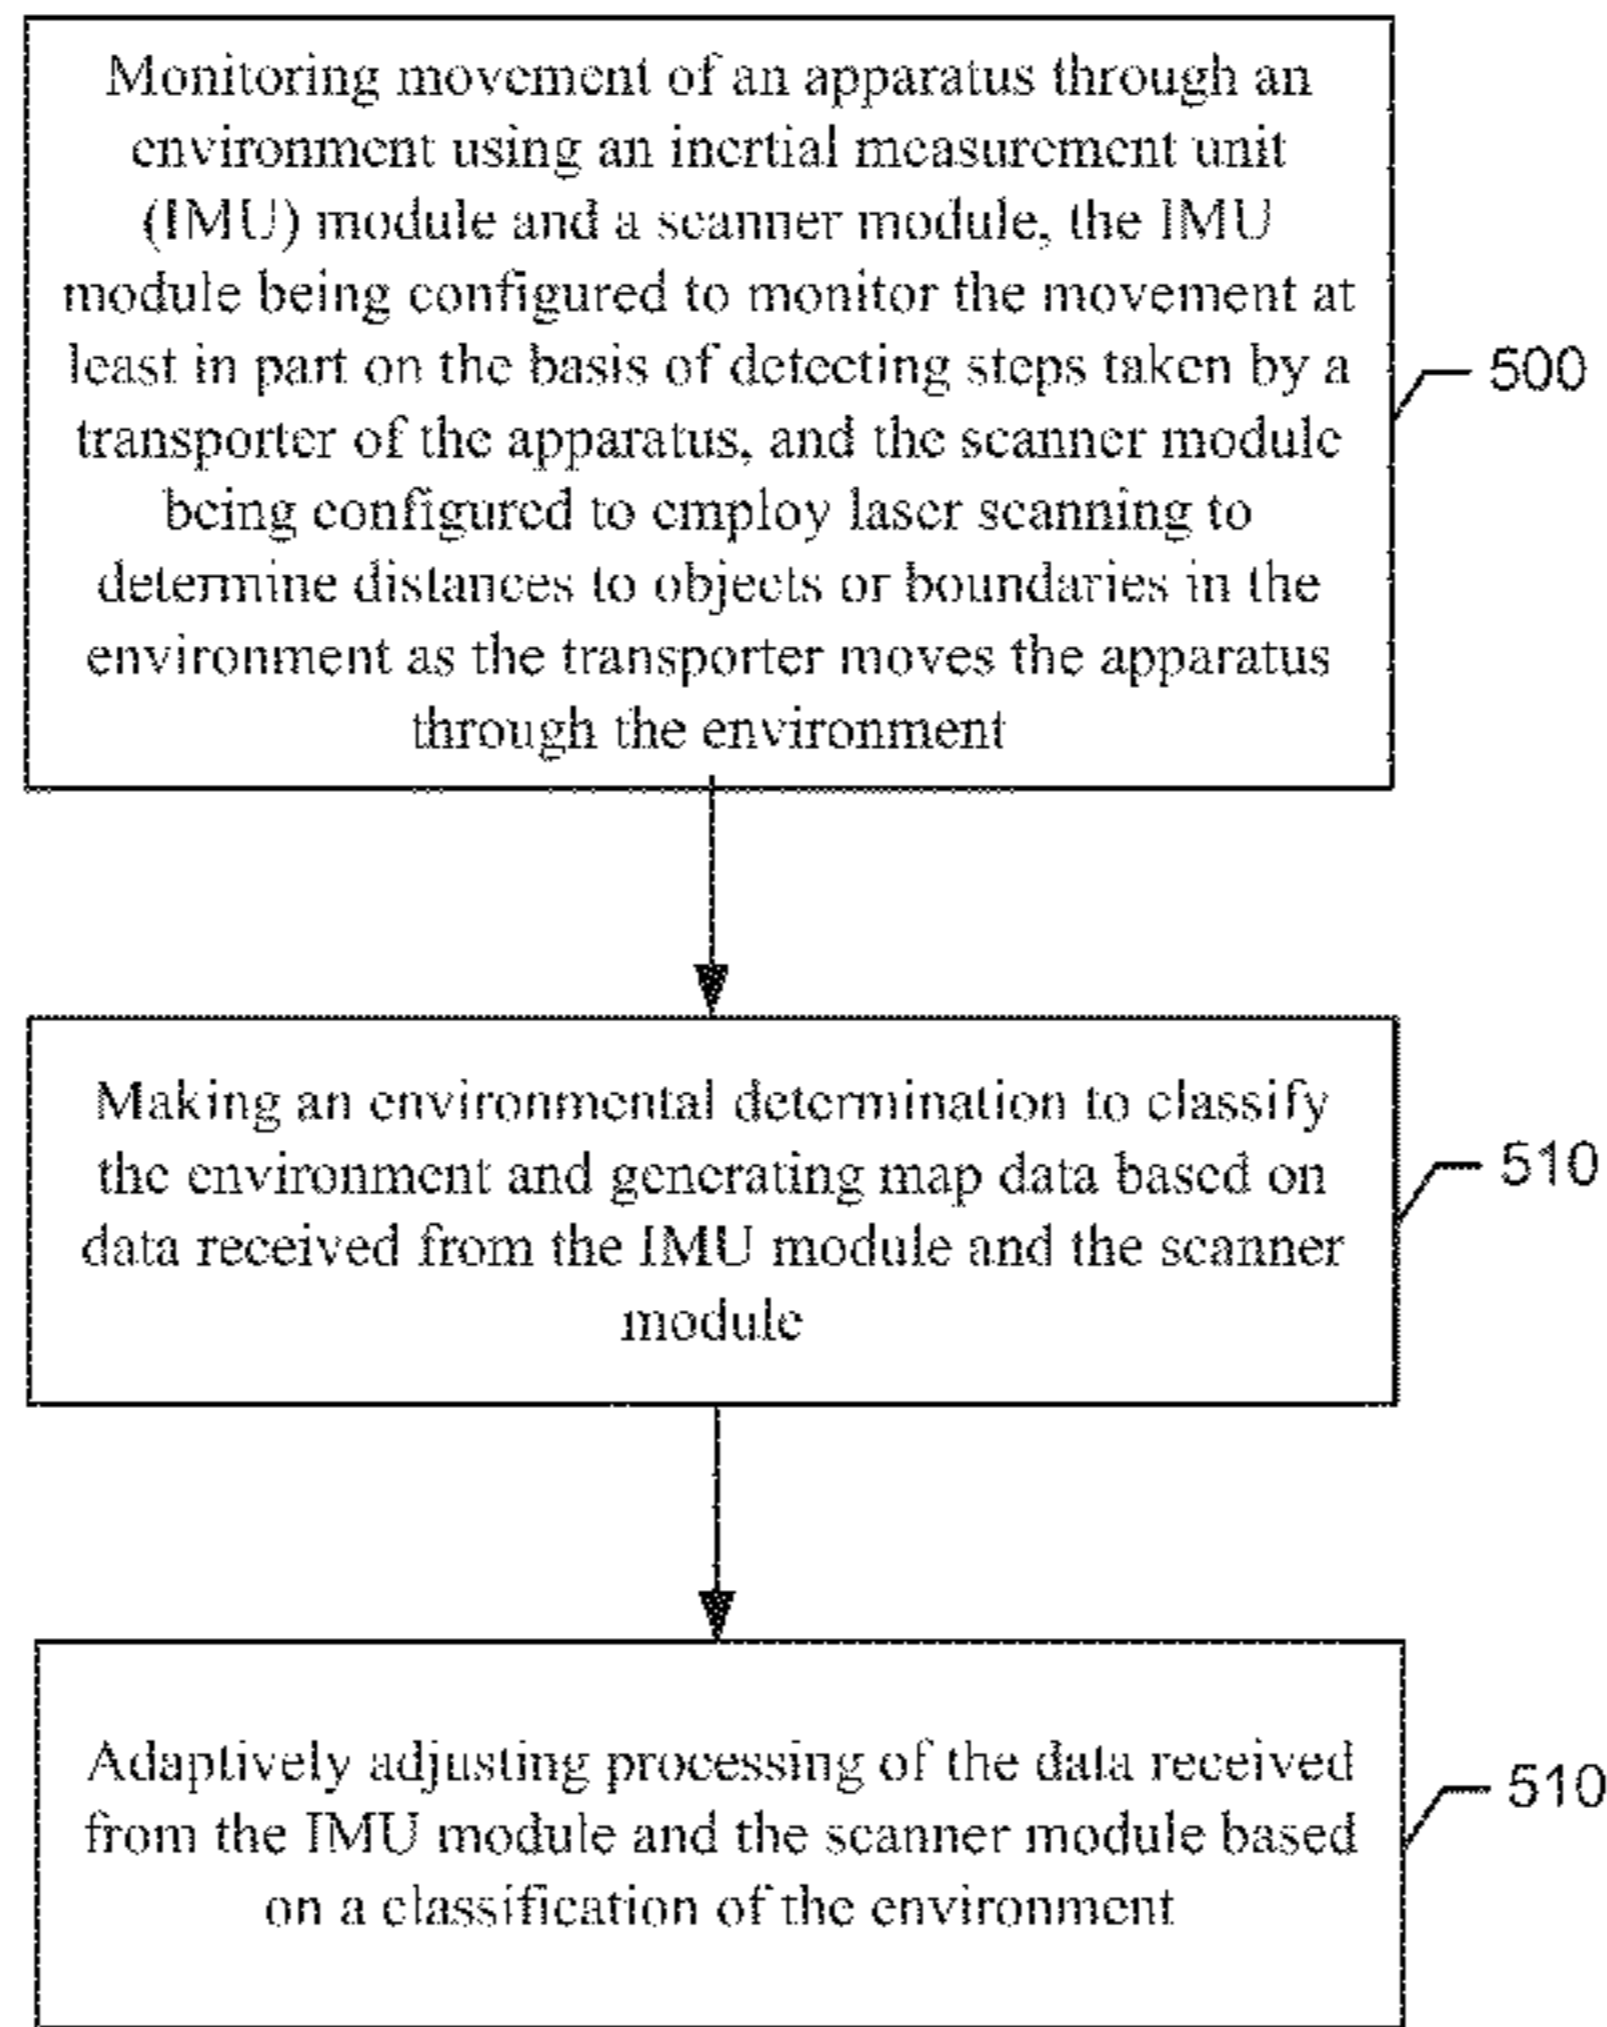 Monitoring movement of an apparatus through an
environment using an inertial measurement unit
(IMU) module and a scanner module, the IMU
module being configured to monitor the movement at
least in part on the basis of detecting steps taken by a
transporter of the apparatus, and the scanner module
being configured to employ laser scanning to
determine distances to objects or boundaries in the
environment as the transporter moves the apparatus
through the environment
500
Making an environmental determination to classify
the environment and generating map data based on
data received from the IMU module and the scanner
module
510
Adaptively adjusting processing of the data received
from the IMU module and the scanner module based
on a classification of the environment
510